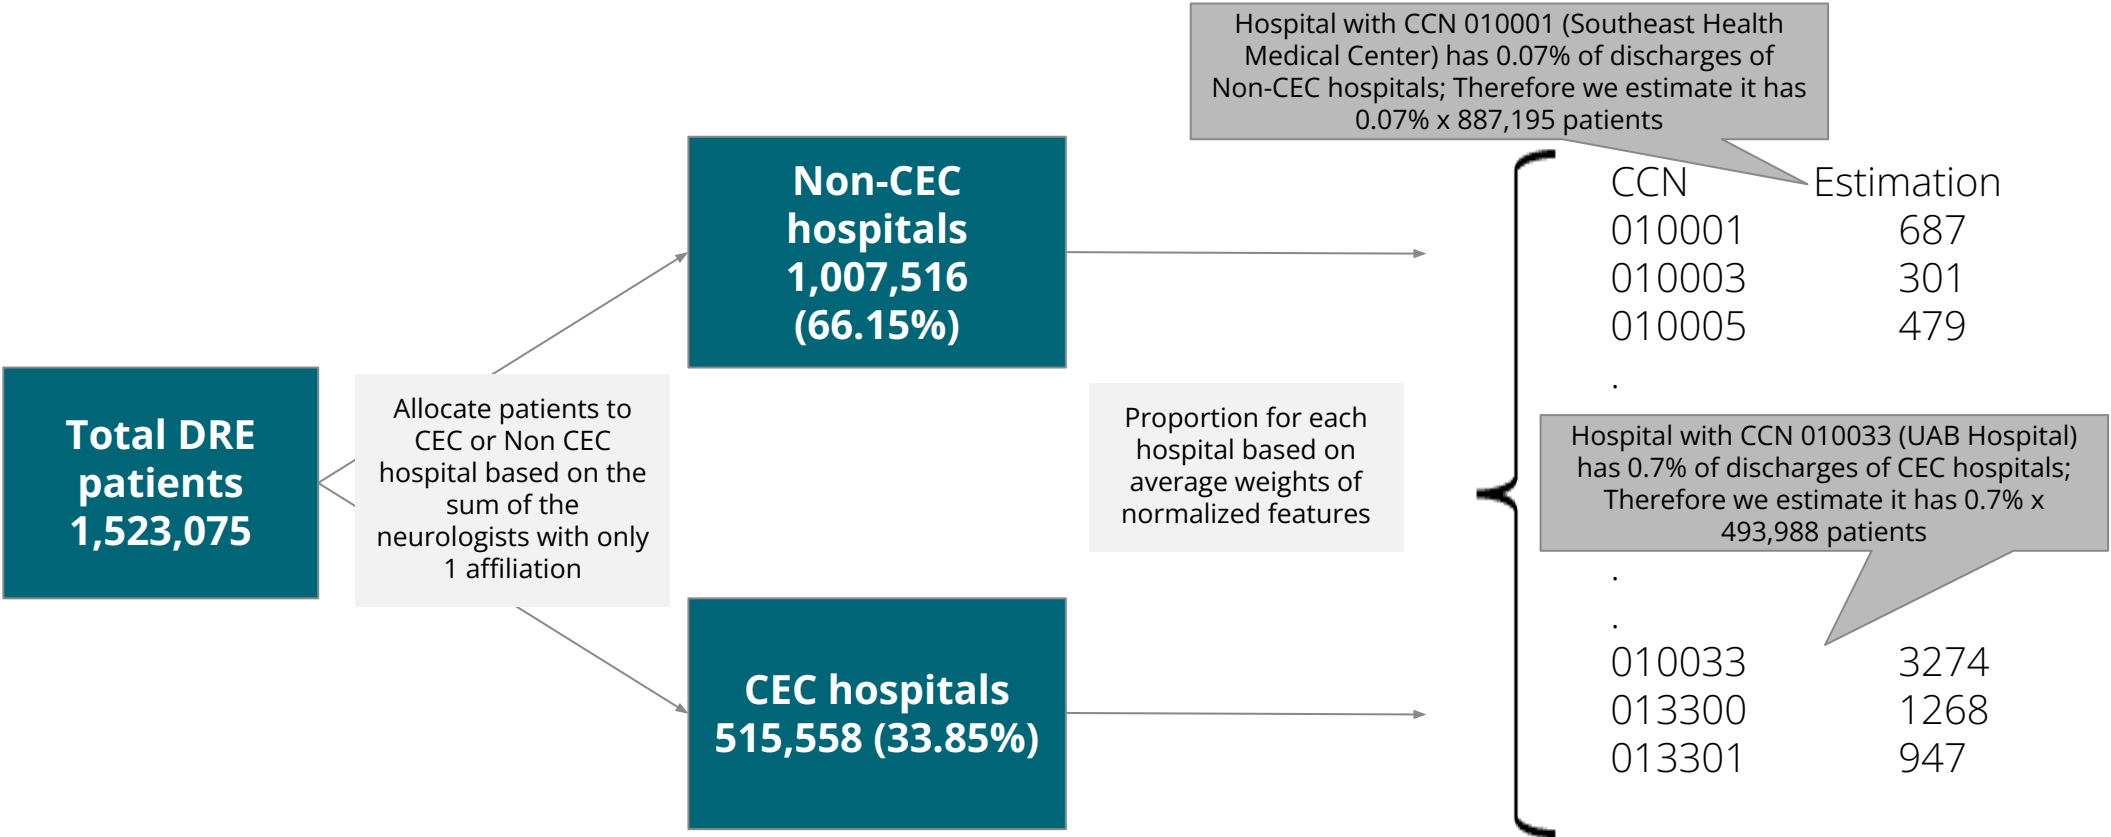 Hospital with CCN 010001 (Southeast Health
Medical Center) has 0.07% of discharges of
Non-CEC hospitals; Therefore we estimate it has
0.07% x 887,195 patients
Non-CEC
hospitals
1,007,516
(66.15%)
Total DRE
patients
1,523,075
Allocate patients to
CEC or Non CEC
hospital based on the
sum of the
neurologists with only
1 affiliation
CEC hospitals
515,558 (33.85%)
Proportion for each
hospital based on
average weights of
normalized features
CCN Estimation
010001 687
010003 301
010005 479
.
Hospital with CCN 010033 (UAB Hospital)
has 0.7% of discharges of CEC hospitals;
Therefore we estimate it has 0.7% x
493,988 patients
.
.
010033 3274
013300 1268
013301 947